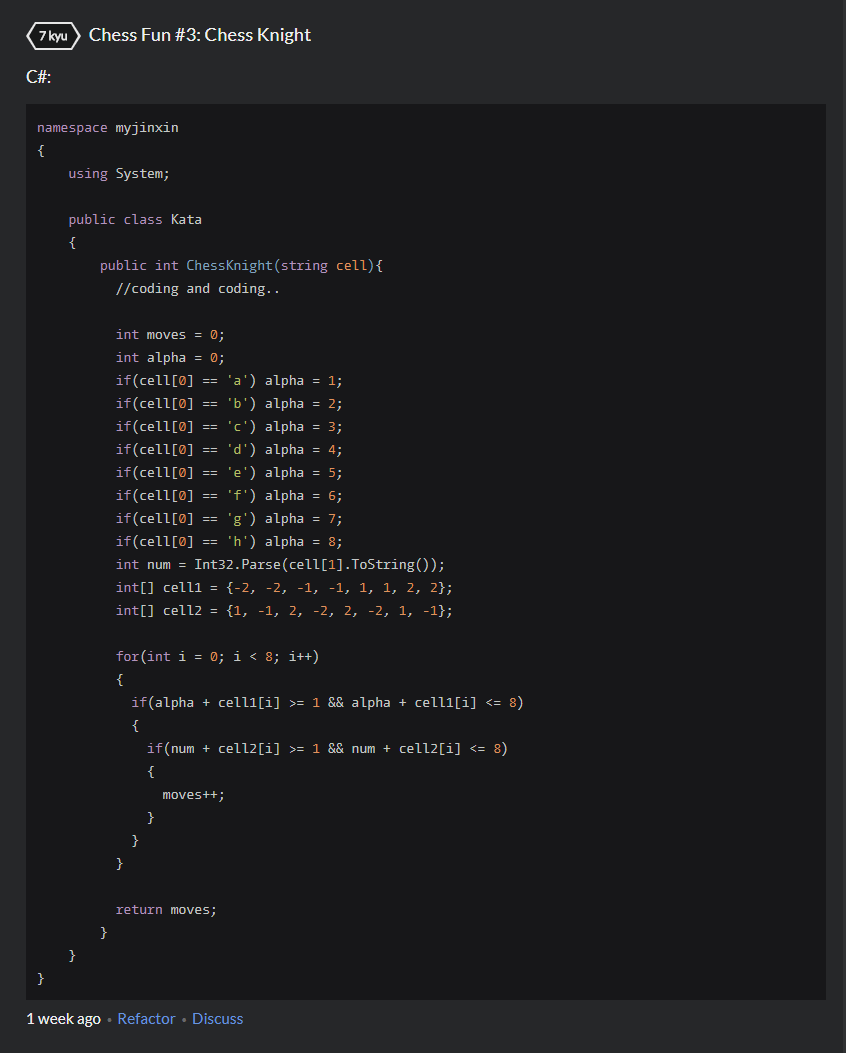 7 kyu Chess Fun #3: Chess Knight
C#:
namespace myjinxin
{
    using System;

    public class Kata
    {
        public int ChessKnight(string cell){
          //coding and coding..

          int moves = 0;
          int alpha = 0;
          if(cell[0] == 'a') alpha = 1;
          if(cell[0] == 'b') alpha = 2;
          if(cell[0] == 'c') alpha = 3;
          if(cell[0] == 'd') alpha = 4;
          if(cell[0] == 'e') alpha = 5;
          if(cell[0] == 'f') alpha = 6;
          if(cell[0] == 'g') alpha = 7;
          if(cell[0] == 'h') alpha = 8;
          int num = Int32.Parse(cell[1].ToString());
          int[] cell1 = {-2, -2, -1, -1, 1, 1, 2, 2};
          int[] cell2 = {1, -1, 2, -2, 2, -2, 1, -1};

          for(int i = 0; i < 8; i++)
          {
            if(alpha + cell1[i] >= 1 && alpha + cell1[i] <= 8)
            {
              if(num + cell2[i] >= 1 && num + cell2[i] <= 8)
              {
                moves++;
              }
            }
          }

          return moves;
        }
    }
}
1 week ago • Refactor • Discuss